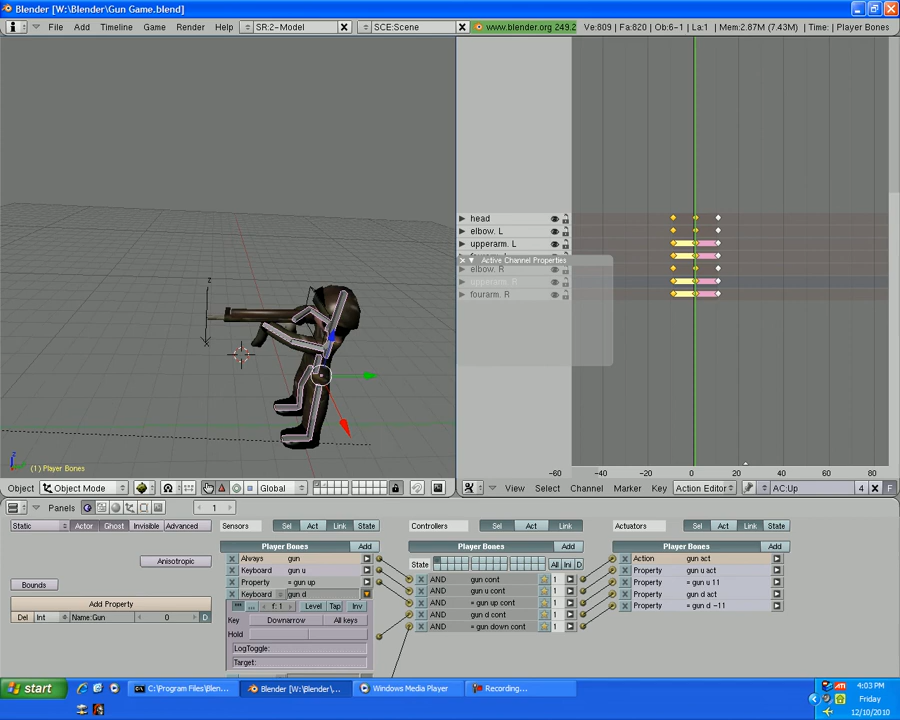 Blender [W:\Blender\Gun Game.blend]
File Add Timeline Game Render Help SR:2-Model SCE:Scene www.blender.org 249.2 Ve:809 | Fa:820 | Ob:6-1 | La:1 | Mem:2.87M (7.43M) | Time: | Player Bones
head
elbow. L
upperarm. L
Active Channel Properties
elbow. R
upperarm. R
fourarm. R
z
z
(1) Player Bones
-60 -40 -20 0 20 40 60 80
Object Object Mode Global
View Select Channel Marker Key Action Editor AC:Up 4 F
Panels 1
Static Actor Ghost Invisible Advanced
Anisotropic
Bounds
Add Property
Del Int Name:Gun 0 D
Sensors Sel Act Link State
Player Bones Add
Always gun
Keyboard gun u
Property = gun up
Keyboard gun d
f: 1 Level Tap Inv
Key Downarrow All keys
Hold
LogToggle:
Target:
Controllers Sel Act Link
Player Bones Add
State All Ini D
AND gun cont 1
AND gun u cont 1
AND = gun up cont 1
AND gun d cont 1
AND = gun down cont 1
Actuators Sel Act Link State
Player Bones Add
Action gun act
Property gun u act
Property = gun u 11
Property gun d act
Property = gun d -11
start C:\Program Files\Blen... Blender [W:\Blender\... Windows Media Player Recording...
4:03 PM
Friday
12/10/2010